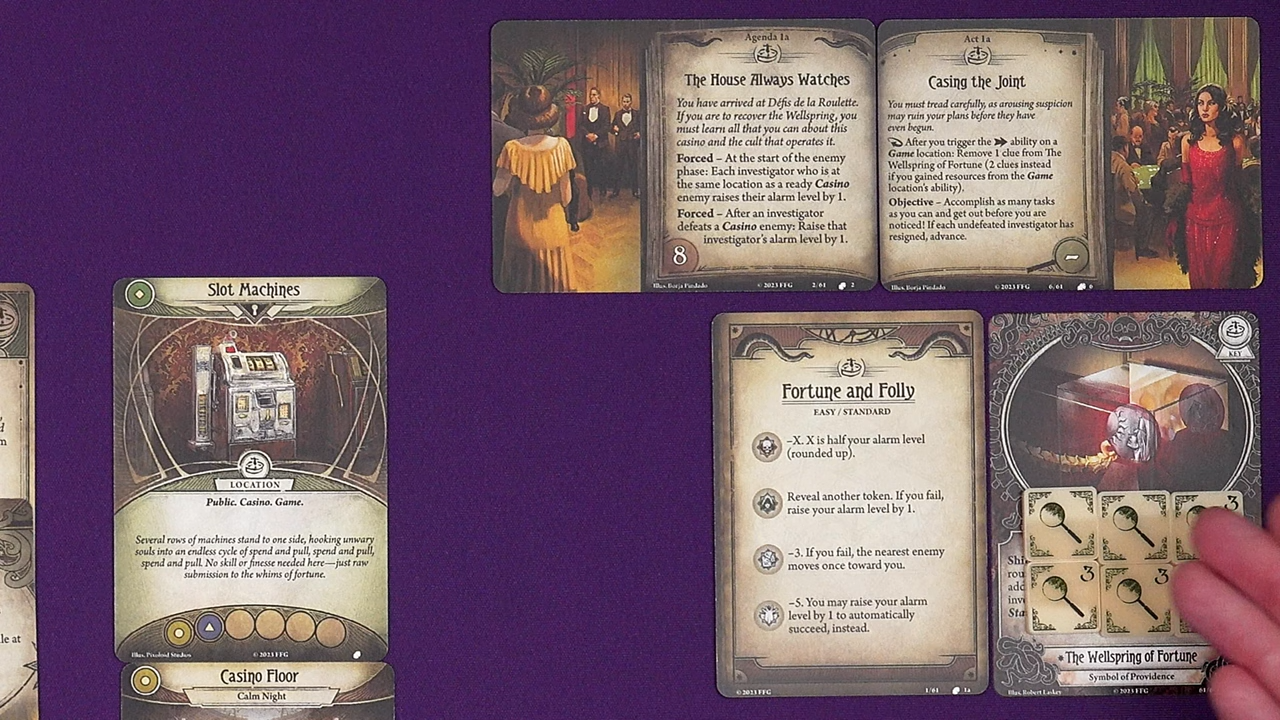 Agenda 1a
The House Always Watches
You have arrived at Défis de la Roulette.
If you are to recover the Wellspring, you
must learn all that you can about this
casino and the cult that operates it.
Forced – At the start of the enemy
phase: Each investigator who is at
the same location as a ready Casino
enemy raises their alarm level by 1.
Forced – After an investigator
defeats a Casino enemy: Raise that
investigator's alarm level by 1.
8
Illus. Borja Pindado
© 2023 FFG
2/61
2
Act 1a
Casing the Joint
You must tread carefully, as arousing suspicion
may ruin your plans before they have
even begun.
After you trigger the ability on a
Game location: Remove 1 clue from The
Wellspring of Fortune (2 clues instead
if you gained resources from the Game
location's ability).
Objective – Accomplish as many tasks
as you can and get out before you are
noticed! If each undefeated investigator has
resigned, advance.
–
Illus. Borja Pindado
© 2023 FFG
6/61
Slot Machines
LOCATION
Public. Casino. Game.
Several rows of machines stand to one side, hooking unwary
souls into an endless cycle of spend and pull, spend and pull,
spend and pull. No skill or finesse needed here—just raw
submission to the whims of fortune.
Illus. Pixoloid Studios
© 2023 FFG
Casino Floor
Calm Night
Fortune and Folly
EASY / STANDARD
–X. X is half your alarm level
(rounded up).
Reveal another token. If you fail,
raise your alarm level by 1.
–3. If you fail, the nearest enemy
moves once toward you.
–5. You may raise your alarm
level by 1 to automatically
succeed, instead.
© 2023 FFG
1/61
1a
KEY
3
3
3
The Wellspring of Fortune
Symbol of Providence
Illus. Robert Laskey
© 2023 FFG
le at